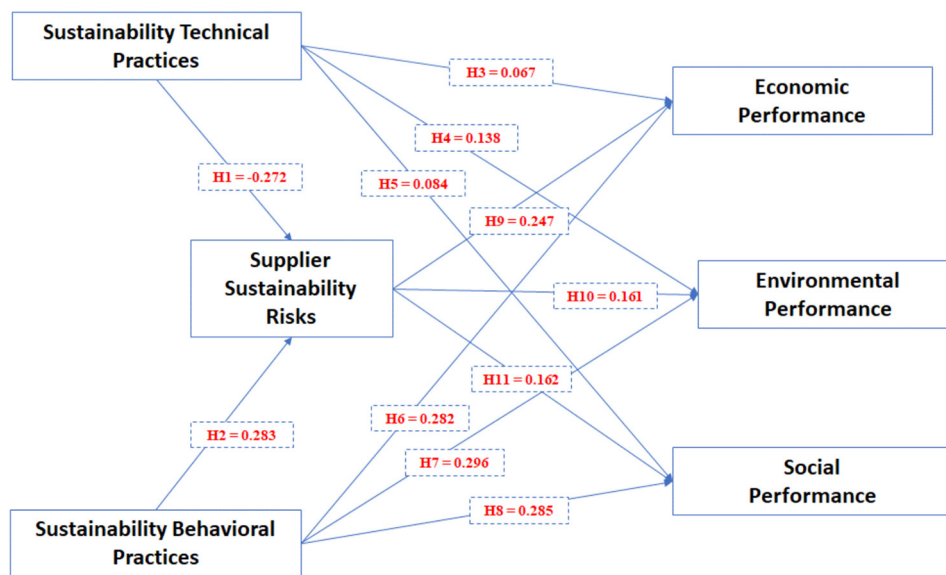 Sustainability Technical
Practices
H3 = 0.067
Economic
Performance
H4 = 0.138
H1 = -0.272
H5 = 0.084
H9 = 0.247
Supplier
Sustainability
Risks
Environmental
Performance
H10 = 0.161
H11 = 0.162
H6 = 0.282
H2 = 0.283
H7 = 0.296
Social
Performance
H8 = 0.285
Sustainability Behavioral
Practices